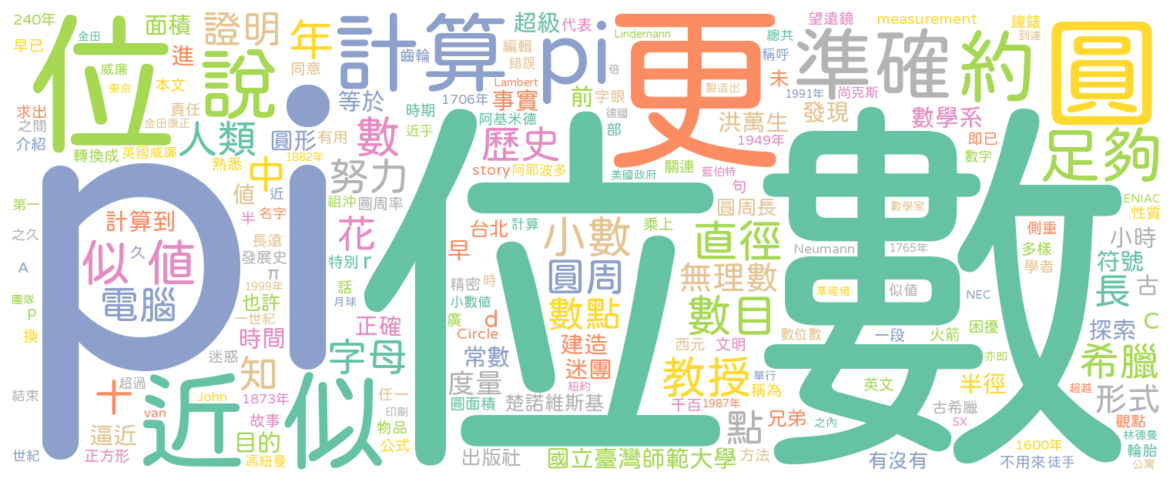 240年 面積 證明 年 計算 pi 超級 代表 Lindemann 更 總共 望遠鏡 measurement 鐘錶 到達
早已 金田 位 說 進 同意 齒輪 編輯 錯誤 稱呼 準確 約 圓
威廉 東京 本文 等於 1706年 事實 前 字眼 倍 製造出 1991年 尚克斯 未
求出 之間 責任 人類 圓形 有用 數 時期 阿基米德 德國 部 洪萬生 發現 數學系 即已 足夠
介紹 轉換成 英國威廉 金田康正 熟悉 1882年 近乎 歷史 story 阿耶波多 美國政府 關連 1949年 藍伯特 句 數字
pi 中 值 近 努力 祖沖 圓周率 位數 圓周長 數學家 側重 ENIAC 性質
第一 計算到 半 名字 花 r 計算 乘上 台北 小數 直徑 Neumann 1765年 多樣 小時
之久 似值 久 長遠 發展史 特別 早 圓周 無理數 學者 符號 古
A 電腦 π 1999年 話 月球 精密 時 準確值 似值 NEC 長 C
團隊 p 一世紀 也許 正確 小數值 廣 d Circle 數點 數目 數位數 一段 火箭 困擾 探索
換 迷惑 時間 字母 常數 建造 西元 文明 亦即 希臘
結束 十 超過 知 近似 1873年 John 任一 度量 迷團 紐約 教授 單行 稱為 英文 半徑 超越 形式
van 故事 印刷 物品 圓面積 楚諾維斯基 千百 1987年 兄弟 之內 古希臘 SX 觀點
逼近 目的 公式 點 1600年 林德曼
世紀 正方形 馮紐曼 出版社 國立臺灣師範大學 方法 有沒有 不用來 徒手 輪胎 公寓
Lambert